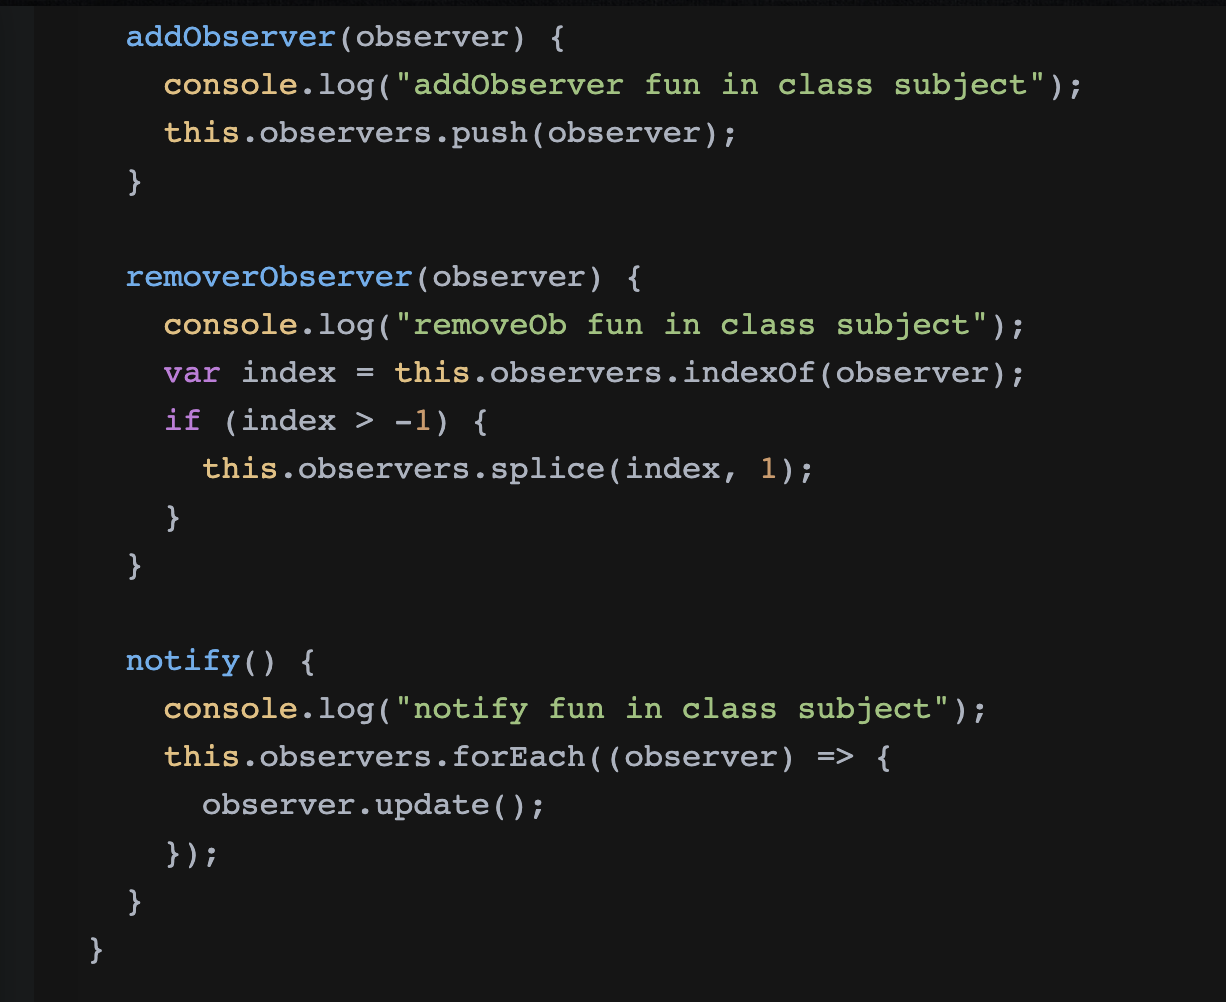 addObserver(observer) {
console.log("addObserver fun in class subject");
this.observers.push(observer);
}
removerObserver(observer) {
console.log("removeOb fun in class subject");
var index = this.observers.indexOf(observer);
if (index > -1) {
this.observers.splice(index, 1);
}
}
notify() {
console.log("notify fun in class subject");
this.observers.forEach((observer) => {
observer.update();
});
}
}